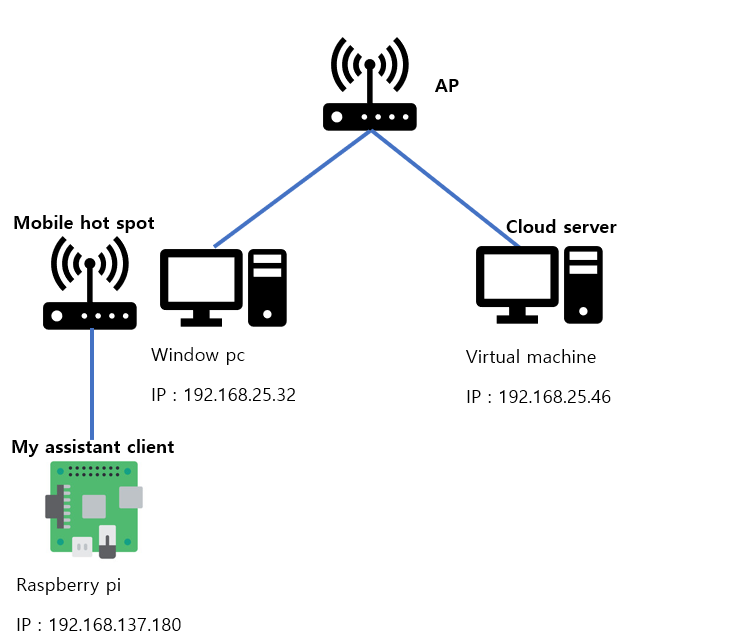 AP
Mobile hot spot
Cloud server
Window pc
Virtual machine
IP : 192.168.25.32
IP : 192.168.25.46
My assistant client
Raspberry pi
IP : 192.168.137.180